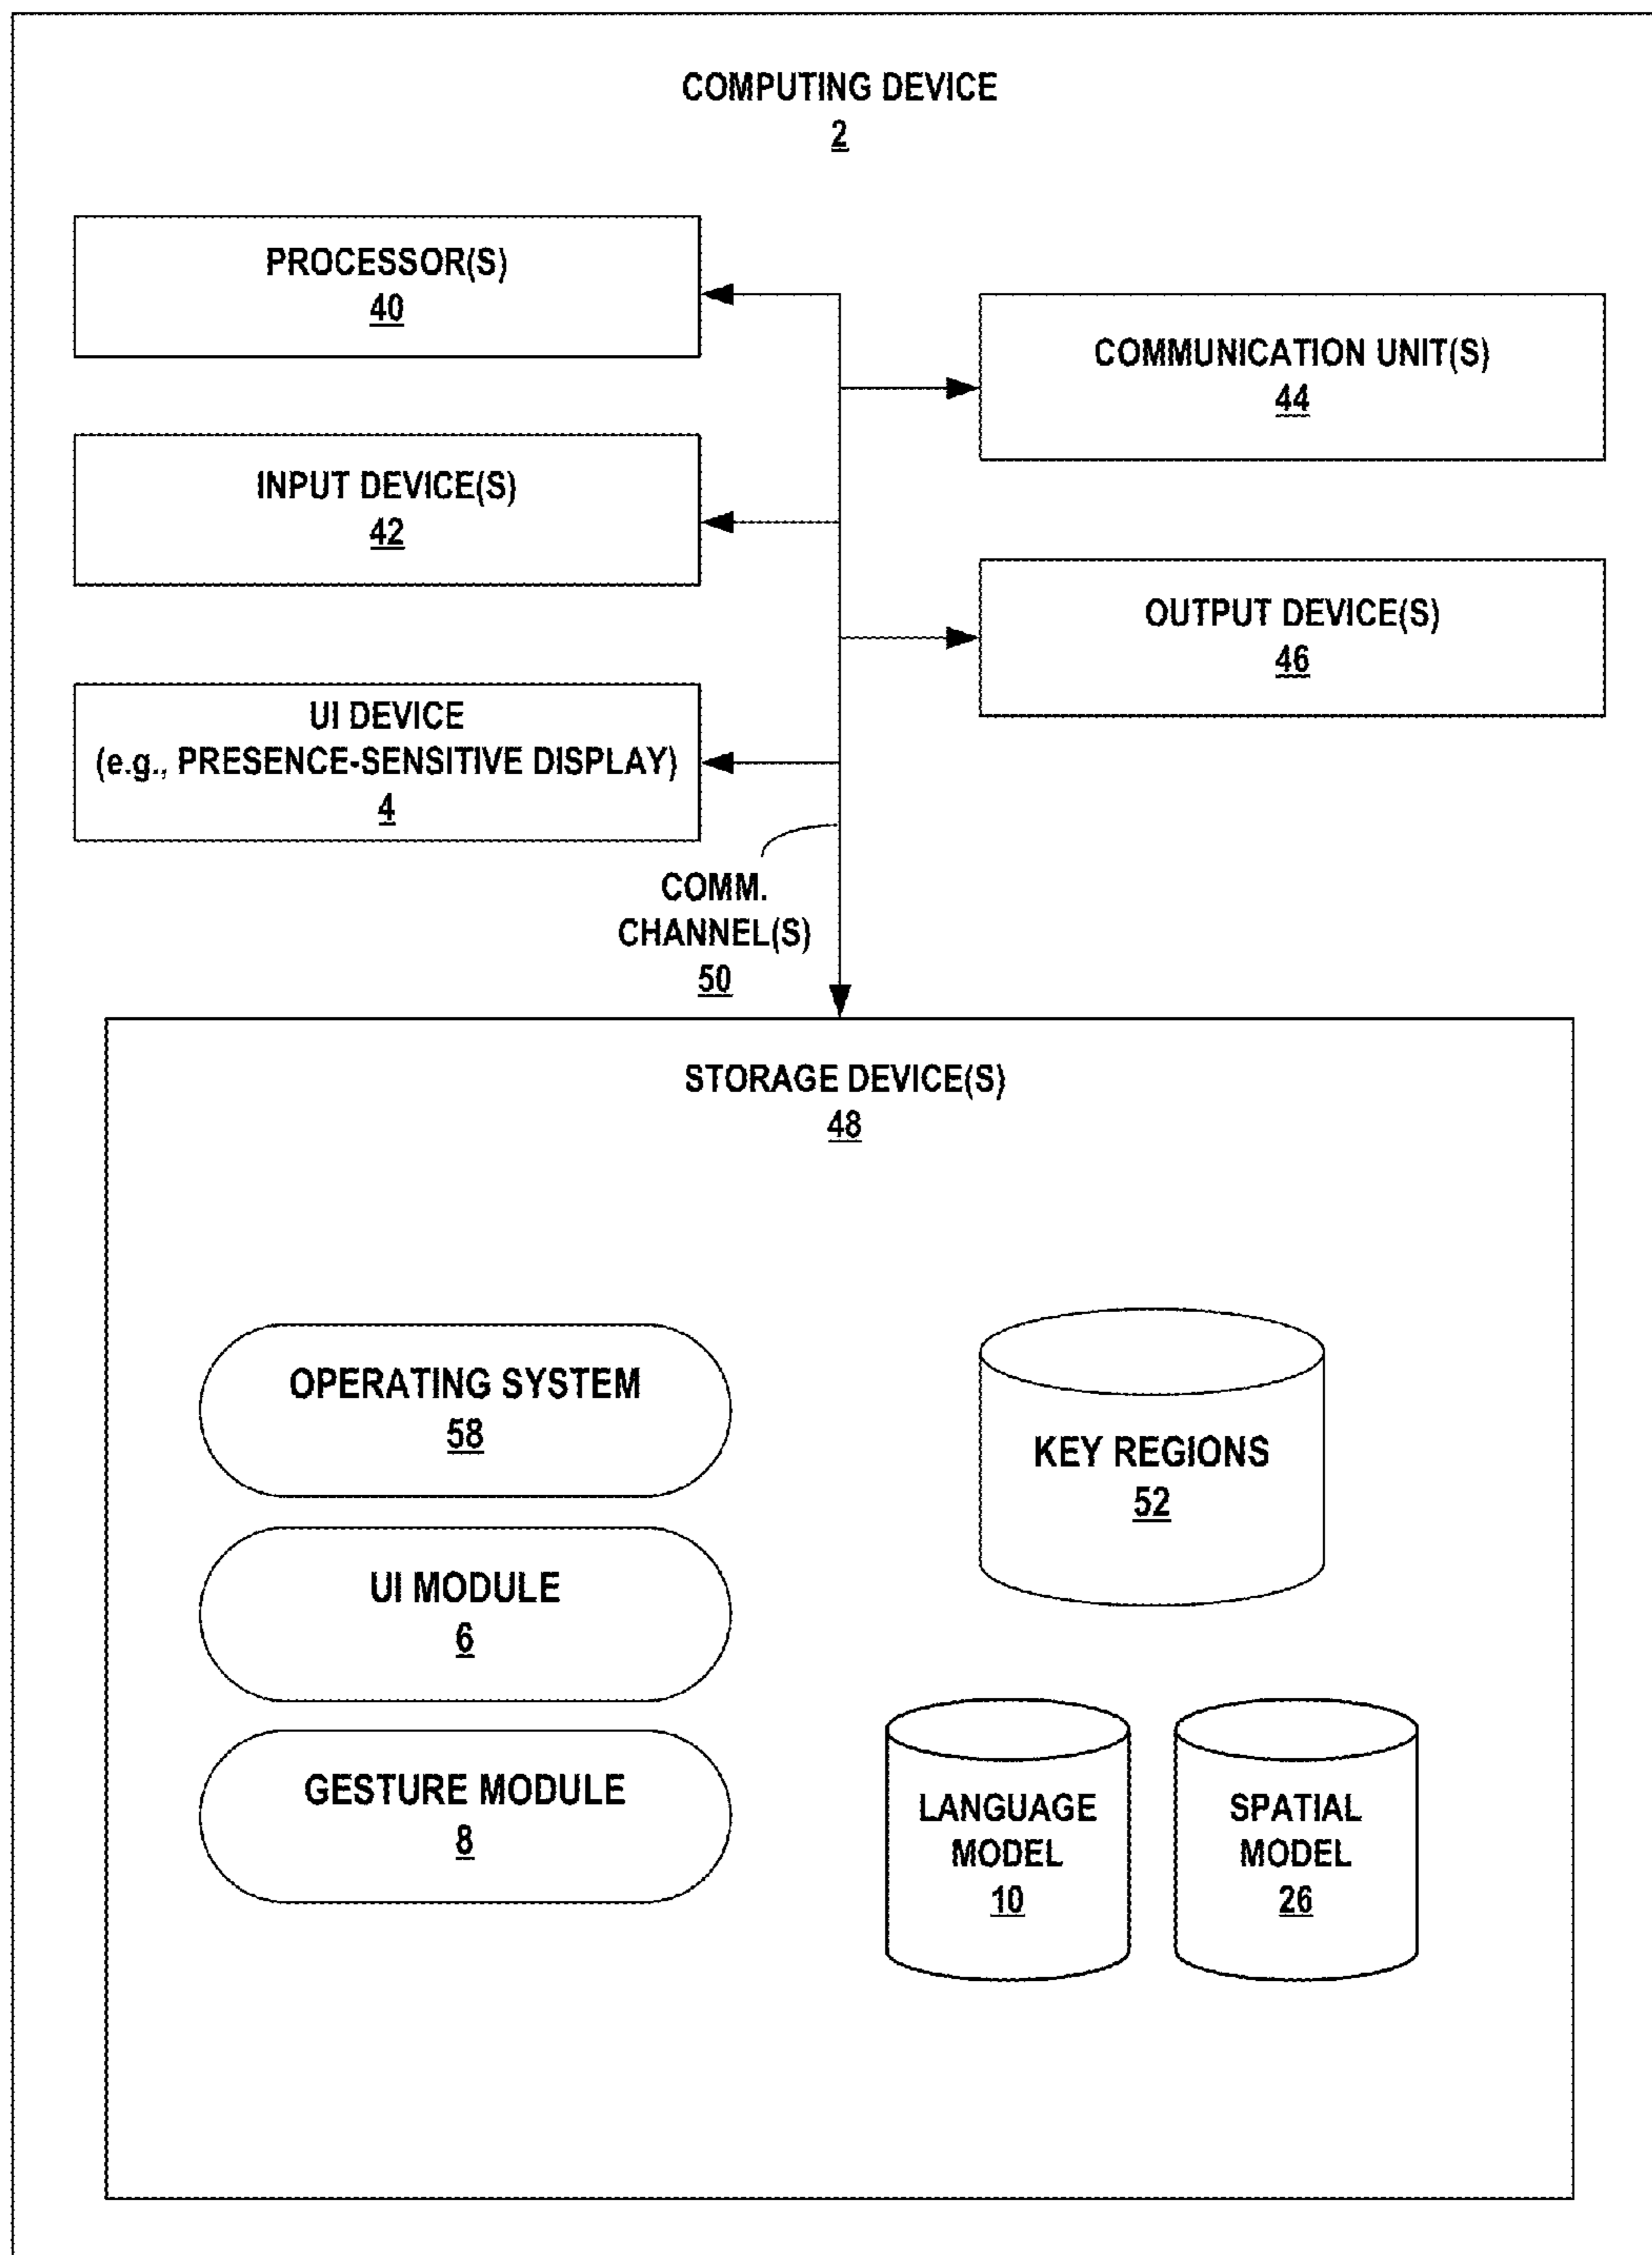 COMPUTING DEVICE
2
PROCESSOR(S)
40
COMMUNICATION UNIT(S)
44
INPUT DEVICE(S)
42
OUTPUT DEVICE(S)
46
UI DEVICE
(e.g., PRESENCE-SENSITIVE DISPLAY)
4
COMM.
CHANNEL(S)
50
STORAGE DEVICE(S)
48
OPERATING SYSTEM
58
UI MODULE
6
GESTURE MODULE
8
KEY REGIONS
52
LANGUAGE
MODEL
10
SPATIAL
MODEL
26